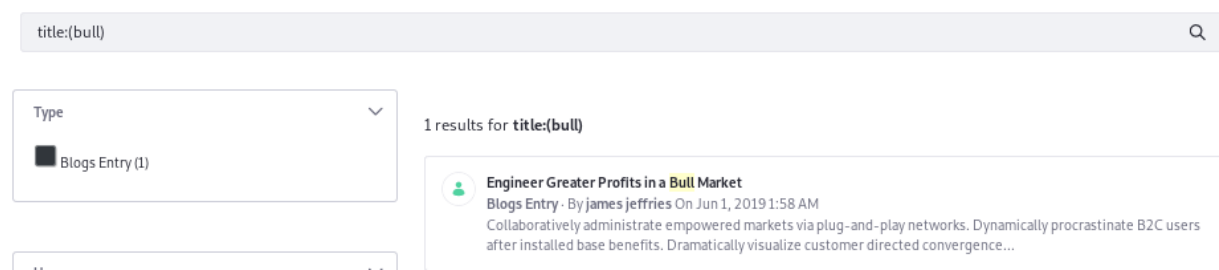 title:(bull)
Type
Blogs Entry (1)
1 results for title:(bull)
Engineer Greater Profits in a Bull Market
Blogs Entry · By james jeffries On Jun 1, 2019 1:58 AM
Collaboratively administrate empowered markets via plug-and-play networks. Dynamically procrastinate B2C users
after installed base benefits. Dramatically visualize customer directed convergence...